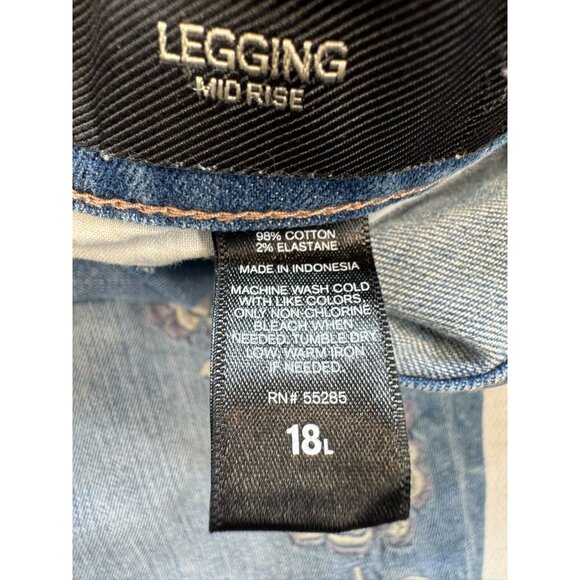 LEGGING
MID RISE
98% COTTON
2% ELASTANE
MADE IN INDONESIA
MACHINE WASH COLD
WITH LIKE COLORS
ONLY NON-CHLORINE
BLEACH WHEN
NEEDED, TUMBLE DRY
LOW, WARM IRON
IF NEEDED.
RN# 55285
18L